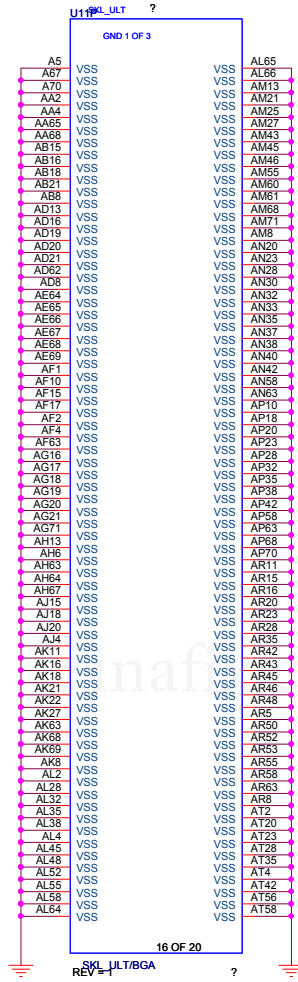 U11P SKL_ULT ?
GND 1 OF 3
A5 VSS VSS AL65
A67 VSS VSS AL66
A70 VSS VSS AM13
AA2 VSS VSS AM21
AA4 VSS VSS AM25
AA65 VSS VSS AM27
AA68 VSS VSS AM43
AB15 VSS VSS AM45
AB16 VSS VSS AM46
AB18 VSS VSS AM55
AB21 VSS VSS AM60
AB8 VSS VSS AM61
AD13 VSS VSS AM68
AD16 VSS VSS AM71
AD19 VSS VSS AM8
AD20 VSS VSS AN20
AD21 VSS VSS AN23
AD62 VSS VSS AN28
AD8 VSS VSS AN30
AE64 VSS VSS AN32
AE65 VSS VSS AN33
AE66 VSS VSS AN35
AE67 VSS VSS AN37
AE68 VSS VSS AN38
AE69 VSS VSS AN40
AF1 VSS VSS AN42
AF10 VSS VSS AN58
AF15 VSS VSS AN63
AF17 VSS VSS AP10
AF2 VSS VSS AP18
AF4 VSS VSS AP20
AF63 VSS VSS AP23
AG16 VSS VSS AP28
AG17 VSS VSS AP32
AG18 VSS VSS AP35
AG19 VSS VSS AP38
AG20 VSS VSS AP42
AG21 VSS VSS AP58
AG71 VSS VSS AP63
AH13 VSS VSS AP68
AH6 VSS VSS AP70
AH63 VSS VSS AR11
AH64 VSS VSS AR15
AH67 VSS VSS AR16
AJ15 VSS VSS AR20
AJ18 VSS VSS AR23
AJ20 VSS VSS AR28
AJ4 VSS VSS AR35
AK11 VSS VSS AR42
AK16 VSS VSS AR43
AK18 VSS VSS AR45
AK21 VSS VSS AR46
AK22 VSS VSS AR48
AK27 VSS VSS AR5
AK63 VSS VSS AR50
AK68 VSS VSS AR52
AK69 VSS VSS AR53
AK8 VSS VSS AR55
AL2 VSS VSS AR58
AL28 VSS VSS AR63
AL32 VSS VSS AR8
AL35 VSS VSS AT2
AL38 VSS VSS AT20
AL4 VSS VSS AT23
AL45 VSS VSS AT28
AL48 VSS VSS AT35
AL52 VSS VSS AT4
AL55 VSS VSS AT42
AL58 VSS VSS AT56
AL64 VSS VSS AT58
16 OF 20
SKL_ULT/BGA
REV = ?